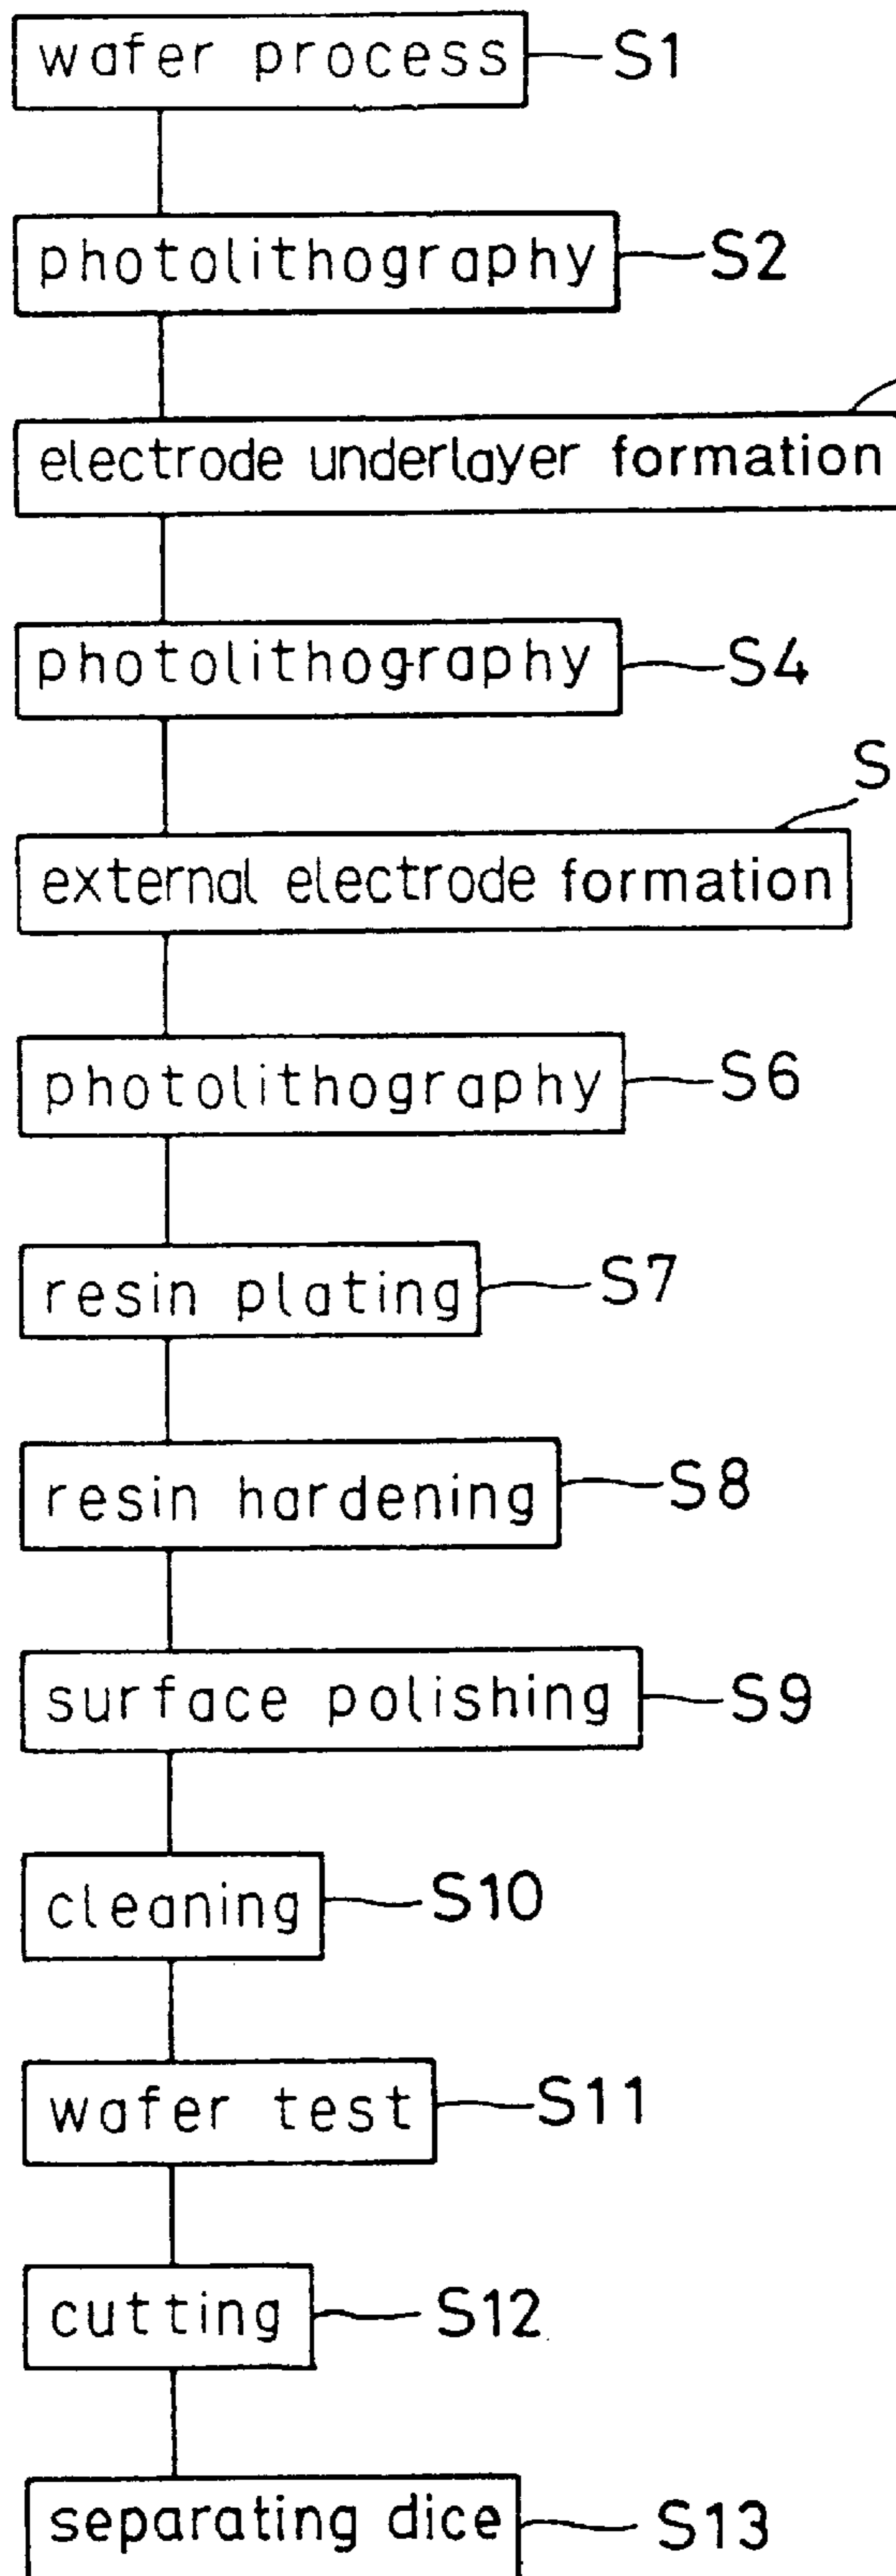 wafer process S1
photolithography S2
electrode underlayer formation
photolithography S4
S
external electrode formation
photolithography S6
resin plating S7
resin hardening S8
surface polishing S9
cleaning S10
wafer test S11
cutting S12
separating dice S13